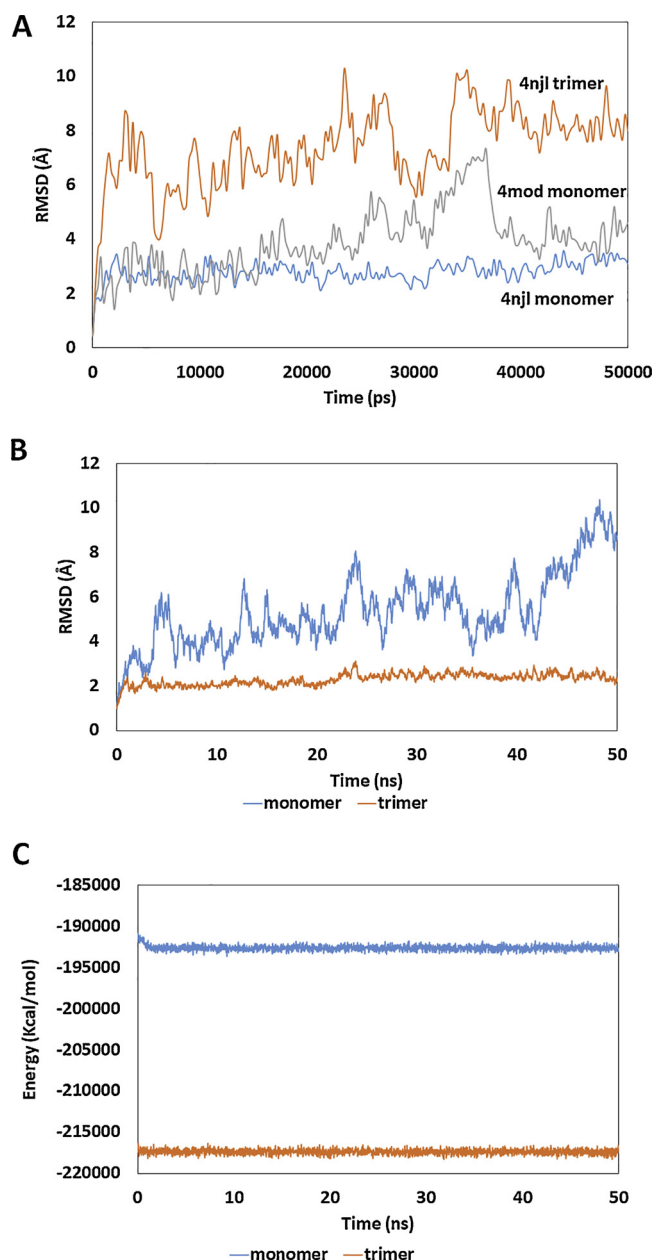 A
12
10
8
6
4
2
0
RMSD (Å)
4njl trimer
4mod monomer
4njl monomer
0 10000 20000 30000 40000 50000
Time (ps)
B
12
10
8
6
4
2
0
RMSD (Å)
0 10 20 30 40 50
Time (ns)
monomer trimer
C
-185000
-190000
-195000
-200000
-205000
-210000
-215000
-220000
Energy (Kcal/mol)
0 10 20 30 40 50
Time (ns)
monomer trimer